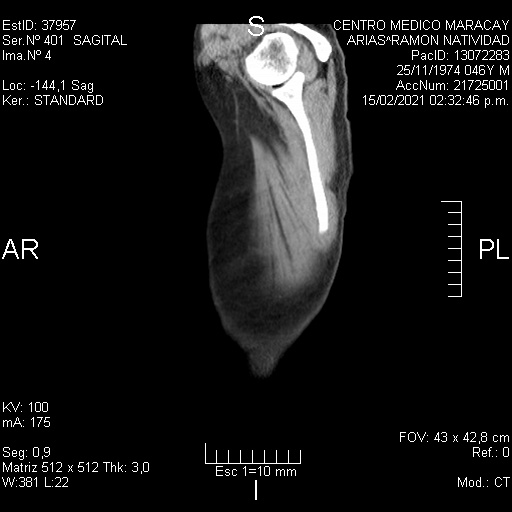 EstID: 37957
Ser.Nº 401 SAGITAL
Ima.Nº 4
Loc: -144,1 Sag
Ker.: STANDARD
S
CENTRO MEDICO MARACAY
ARIAS^RAMON NATIVIDAD
PacID: 13072283
25/11/1974 046Y M
AccNum: 21725001
15/02/2021 02:32:46 p.m.
AR
PL
KV: 100
mA: 175
Seg: 0,9
Matriz 512 x 512 Thk: 3,0
W:381 L:22
Esc 1=10 mm
I
FOV: 43 x 42,8 cm
Ref.: 0
Mod.: CT